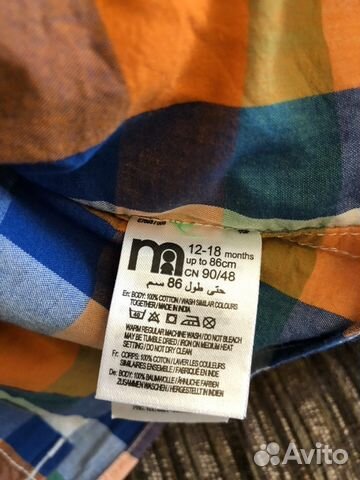 12-18 months
up to 86cm
CN 90/48
حتى طول 86 سم
En: BODY: 100% COTTON / WASH SIMILAR COLOURS
TOGETHER / MADE IN INDIA
40
WARM REGULAR MACHINE WASH / DO NOT BLEACH
MAY BE TUMBLE DRIED / IRON ON MEDIUM HEAT
SETTING / DO NOT DRY CLEAN
Fr: CORPS: 100% COTON / LAVER LES COULEURS
SIMILAIRES ENSEMBLE / FABRIQUÉ EN INDE
De: BODY: 100% BAUMWOLLE / ÄHNLICHE FARBEN
ZUSAMMEN WASCHEN / HERGESTELLT IN INDIEN
Avito